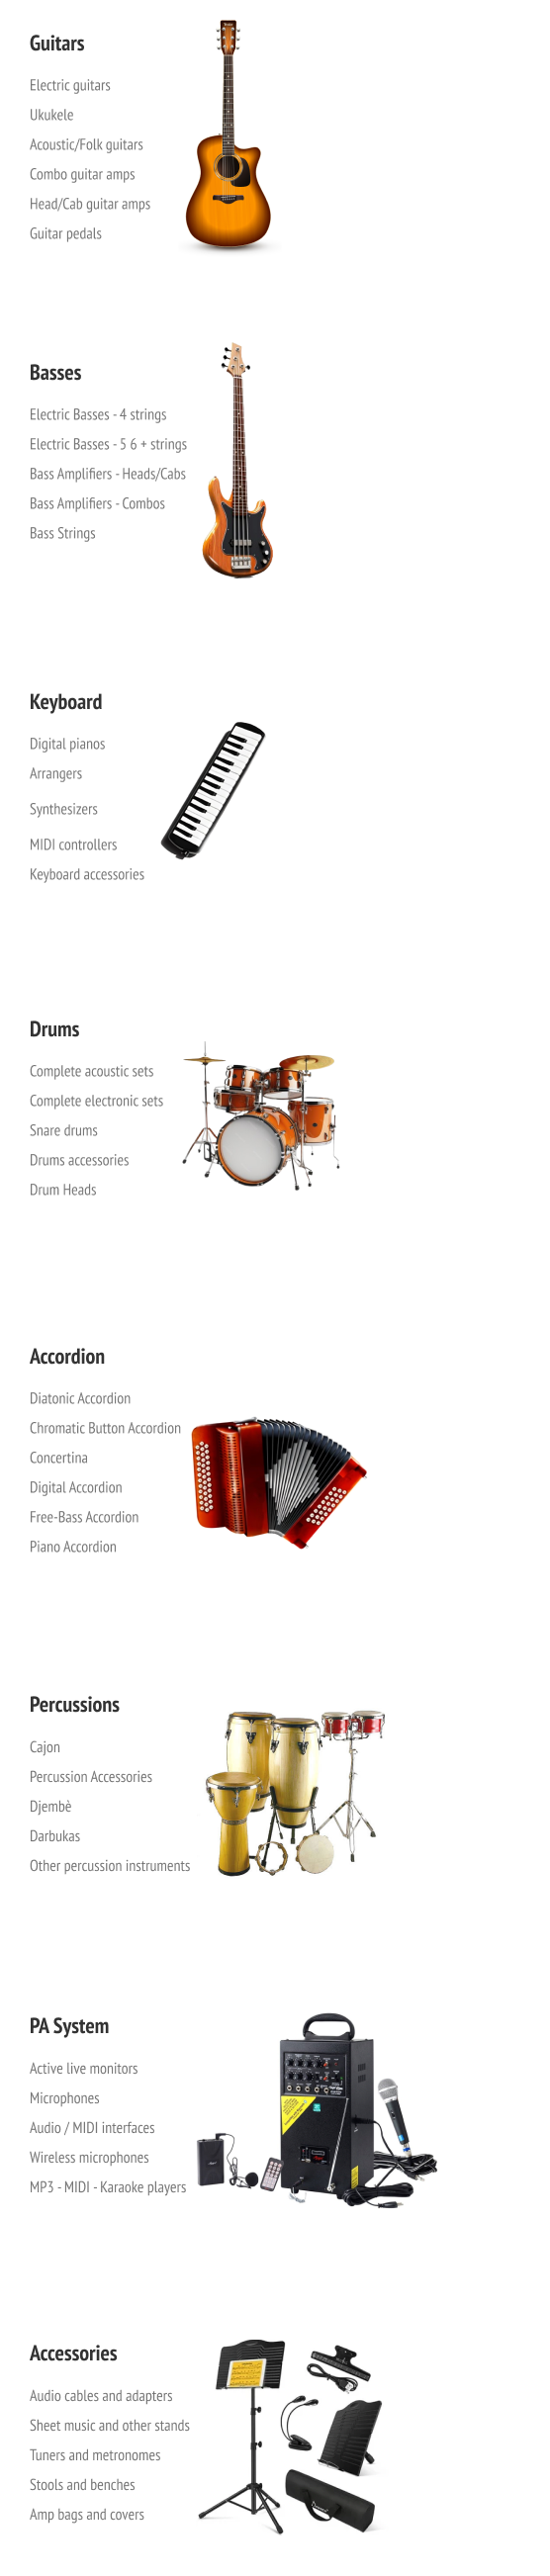 Guitars
Electric guitars
Ukukele
Acoustic/Folk guitars
Combo guitar amps
Head/Cab guitar amps
Guitar pedals
Basses
Electric Basses - 4 strings
Electric Basses - 5 6 + strings
Bass Amplifiers - Heads/Cabs
Bass Amplifiers - Combos
Bass Strings
Keyboard
Digital pianos
Arrangers
Synthesizers
MIDI controllers
Keyboard accessories
Drums
Complete acoustic sets
Complete electronic sets
Snare drums
Drums accessories
Drum Heads
Accordion
Diatonic Accordion
Chromatic Button Accordion
Concertina
Digital Accordion
Free-Bass Accordion
Piano Accordion
Percussions
Cajon
Percussion Accessories
Djembè
Darbukas
Other percussion instruments
PA System
Active live monitors
Microphones
Audio / MIDI interfaces
Wireless microphones
MP3 - MIDI - Karaoke players
Accessories
Audio cables and adapters
Sheet music and other stands
Tuners and metronomes
Stools and benches
Amp bags and covers